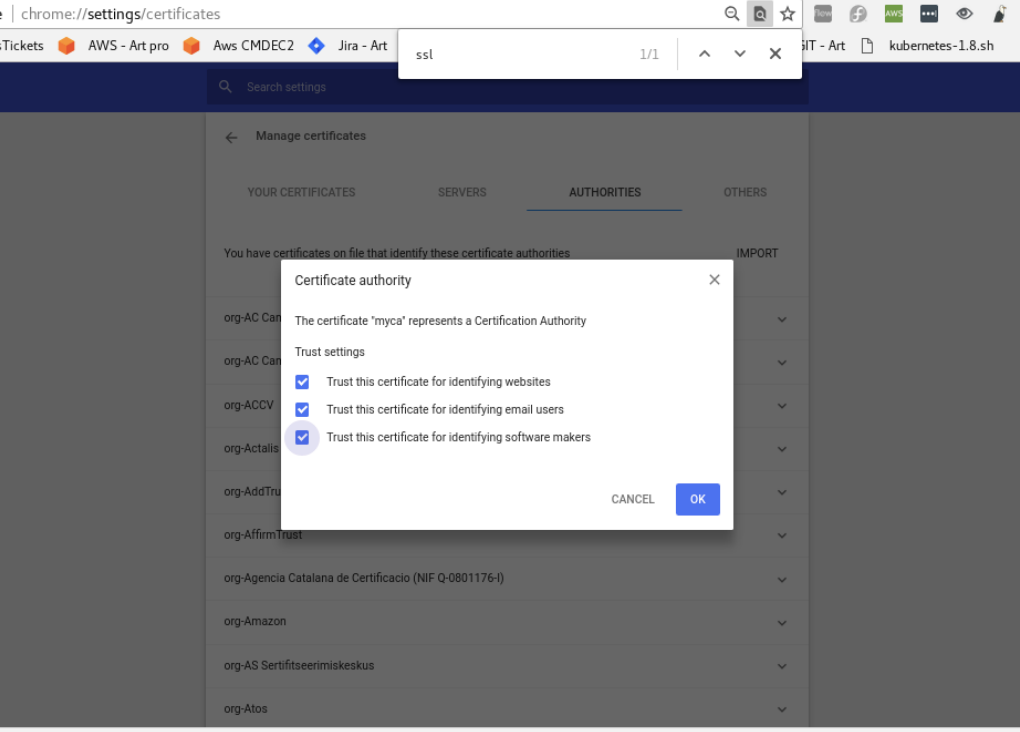 chrome://settings/certificates
Tickets AWS - Art pro Aws CMDEC2 Jira - Art GIT - Art kubernetes-1.8.sh
ssl 1/1
flow
AWS
Search settings
Manage certificates
YOUR CERTIFICATES SERVERS AUTHORITIES OTHERS
You have certificates on file that identify these certificate authorities IMPORT
Certificate authority
The certificate "myca" represents a Certification Authority
Trust settings
Trust this certificate for identifying websites
Trust this certificate for identifying email users
Trust this certificate for identifying software makers
CANCEL OK
org-AC Can
org-AC Can
org-ACCV
org-Actalis
org-AddTru
org-AffirmTrust
org-Agencia Catalana de Certificacio (NIF Q-0801176-I)
org-Amazon
org-AS Sertifitseerimiskeskus
org-Atos